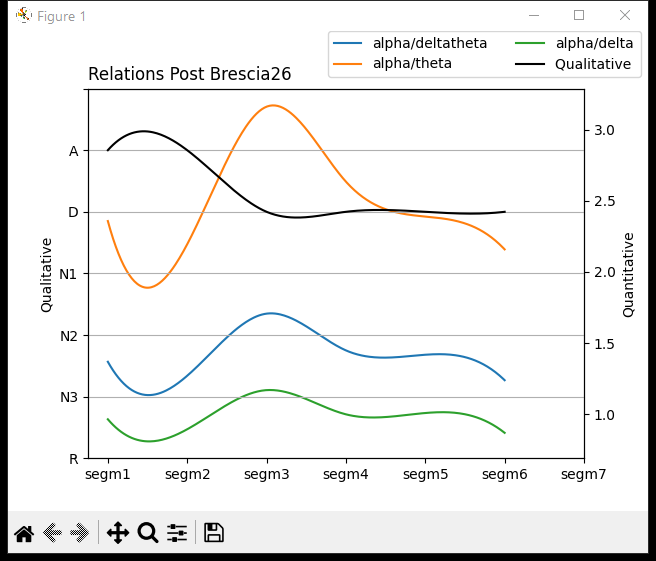 Figure 1
alpha/deltatheta
alpha/delta
alpha/theta
Qualitative
Relations Post Brescia26
A
D
N1
N2
N3
R
Qualitative
3.0
2.5
2.0
1.5
1.0
Quantitative
segm1 segm2 segm3 segm4 segm5 segm6 segm7